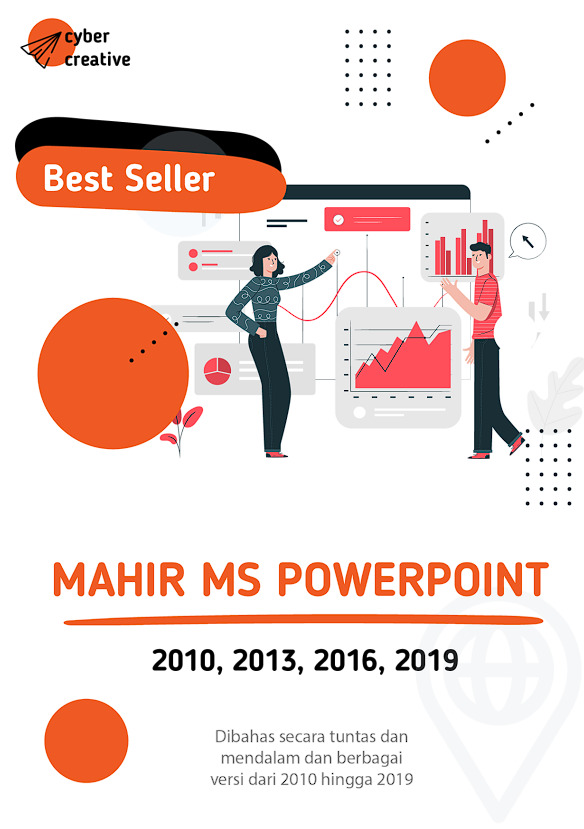 cyber
creative
Best Seller
MAHIR MS POWERPOINT
2010, 2013, 2016, 2019
Dibahas secara tuntas dan
mendalam dan berbagai
versi dari 2010 hingga 2019